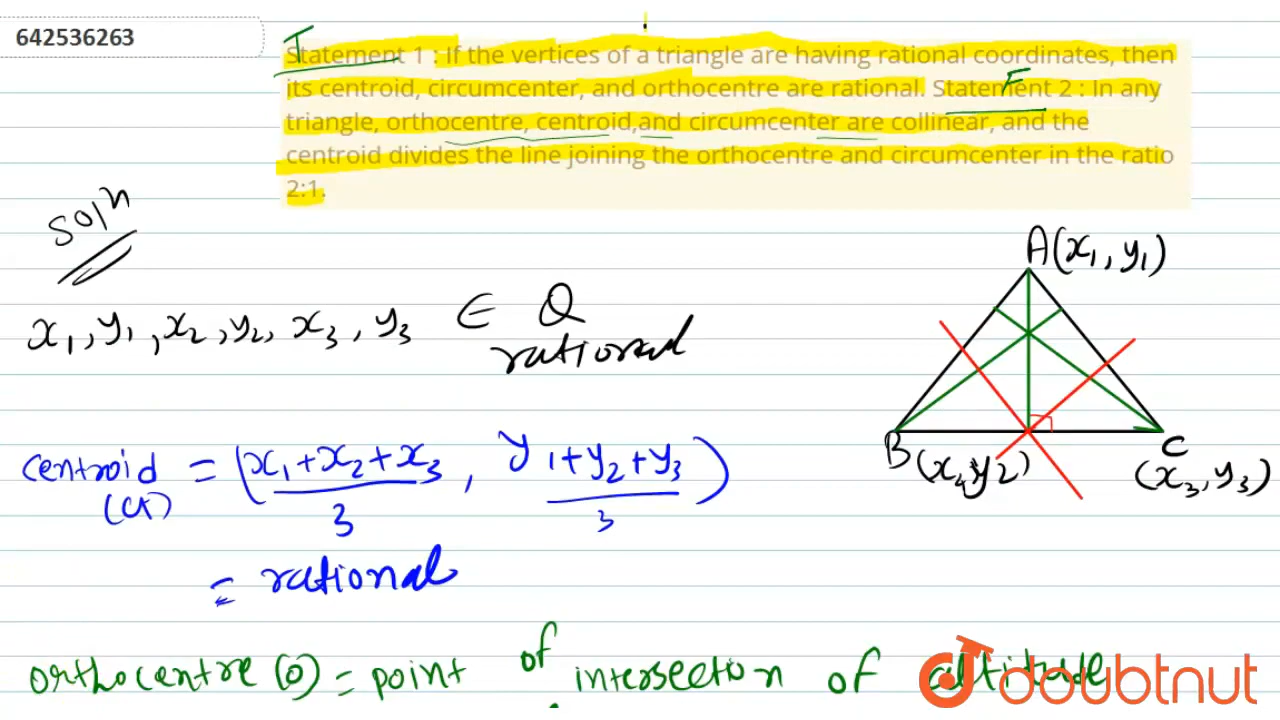 642536263
T
Statement 1 : If the vertices of a triangle are having rational coordinates, then
F
its centroid, circumcenter, and orthocentre are rational. Statement 2 : In any
triangle, orthocentre, centroid,and circumcenter are collinear, and the
centroid divides the line joining the orthocentre and circumcenter in the ratio
2:1.
Solⁿ
A(x₁, y₁)
x₁, y₁, x₂, y₂, x₃, y₃ ∈ Q
rational
B(x₂, y2)
C
(x₃, y₃)
centroid = (x₁+x₂+x₃/3, y₁+y₂+y₃/3)
(G)
= rational
orthocentre (O) = point of intersection of altitude
doubtnut